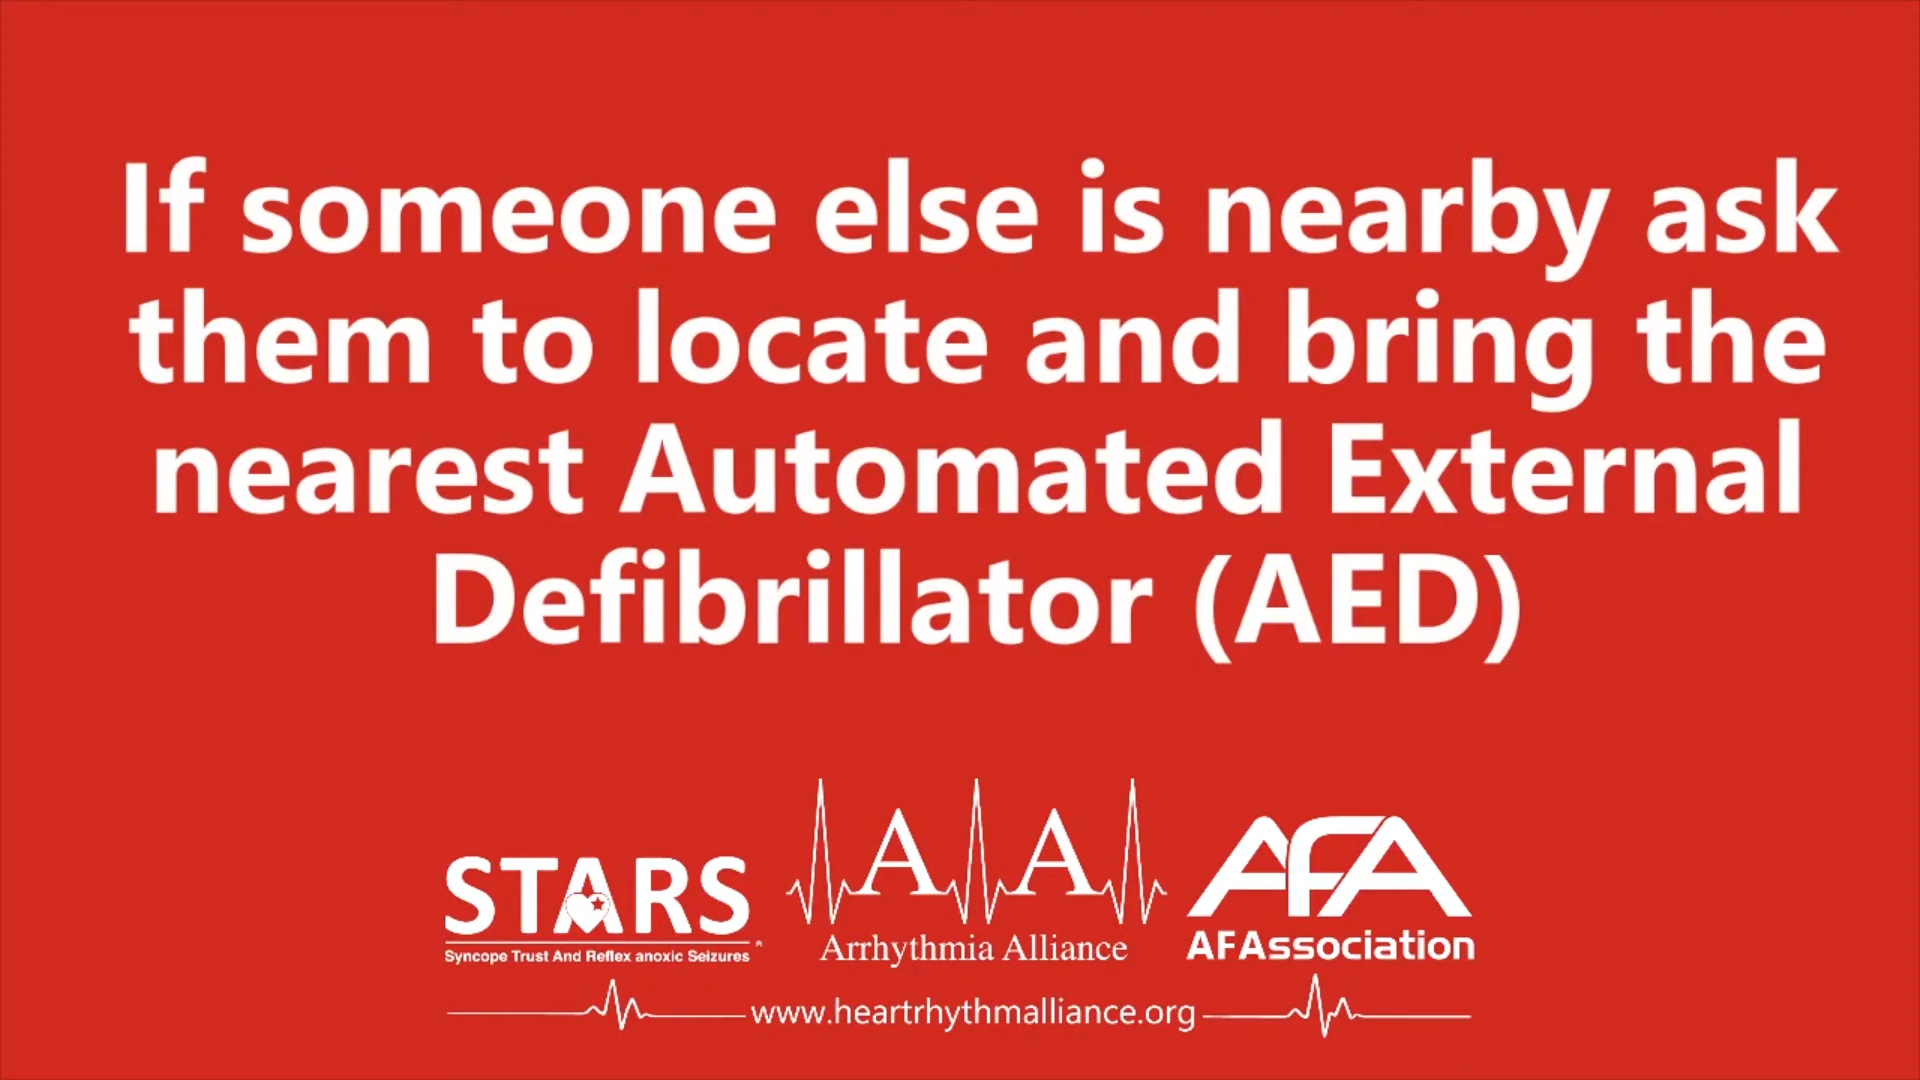 If someone else is nearby ask
them to locate and bring the
nearest Automated External
Defibrillator (AED)
STARS
Syncope Trust And Reflex anoxic Seizures
A A
Arrhythmia Alliance
AFA
AFAssociation
www.heartrhythmalliance.org